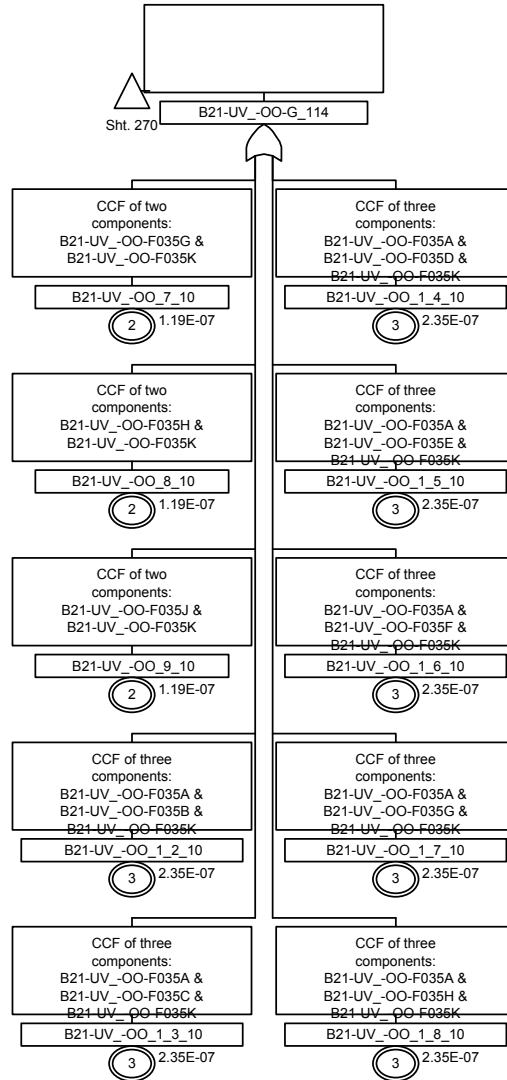 B21-UV_-OO-G_114
Sht. 270
CCF of two
components:
B21-UV_-OO-F035G &
B21-UV_-OO-F035K
B21-UV_-OO_7_10
2
1.19E-07
CCF of three
components:
B21-UV_-OO-F035A &
B21-UV_-OO-F035D &
B21-UV_-OO-F035K
B21-UV_-OO_1_4_10
3
2.35E-07
CCF of two
components:
B21-UV_-OO-F035H &
B21-UV_-OO-F035K
B21-UV_-OO_8_10
2
1.19E-07
CCF of three
components:
B21-UV_-OO-F035A &
B21-UV_-OO-F035E &
B21-UV_-OO-F035K
B21-UV_-OO_1_5_10
3
2.35E-07
CCF of two
components:
B21-UV_-OO-F035J &
B21-UV_-OO-F035K
B21-UV_-OO_9_10
2
1.19E-07
CCF of three
components:
B21-UV_-OO-F035A &
B21-UV_-OO-F035F &
B21-UV_-OO-F035K
B21-UV_-OO_1_6_10
3
2.35E-07
CCF of three
components:
B21-UV_-OO-F035A &
B21-UV_-OO-F035B &
B21-UV_-OO-F035K
B21-UV_-OO_1_2_10
3
2.35E-07
CCF of three
components:
B21-UV_-OO-F035A &
B21-UV_-OO-F035G &
B21-UV_-OO-F035K
B21-UV_-OO_1_7_10
3
2.35E-07
CCF of three
components:
B21-UV_-OO-F035A &
B21-UV_-OO-F035C &
B21-UV_-OO-F035K
B21-UV_-OO_1_3_10
3
2.35E-07
CCF of three
components:
B21-UV_-OO-F035A &
B21-UV_-OO-F035H &
B21-UV_-OO-F035K
B21-UV_-OO_1_8_10
3
2.35E-07